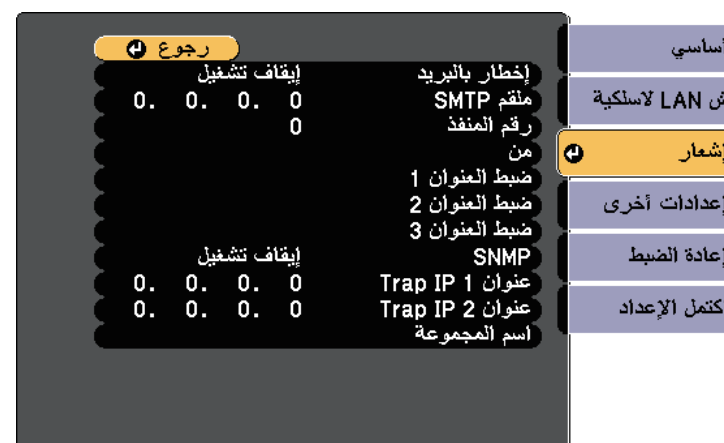 رجوع
إخطار بالبريد إيقاف تشغيل
ملقم SMTP 0. 0. 0. 0
رقم المنفذ 0
من
ضبط العنوان 1
ضبط العنوان 2
ضبط العنوان 3
SNMP إيقاف تشغيل
عنوان Trap IP 1 0. 0. 0. 0
عنوان Trap IP 2 0. 0. 0. 0
اسم المجموعة
ساسي
LAN لاسلكية
إشعار
إعدادات أخرى
إعادة الضبط
كتمل الإعداد